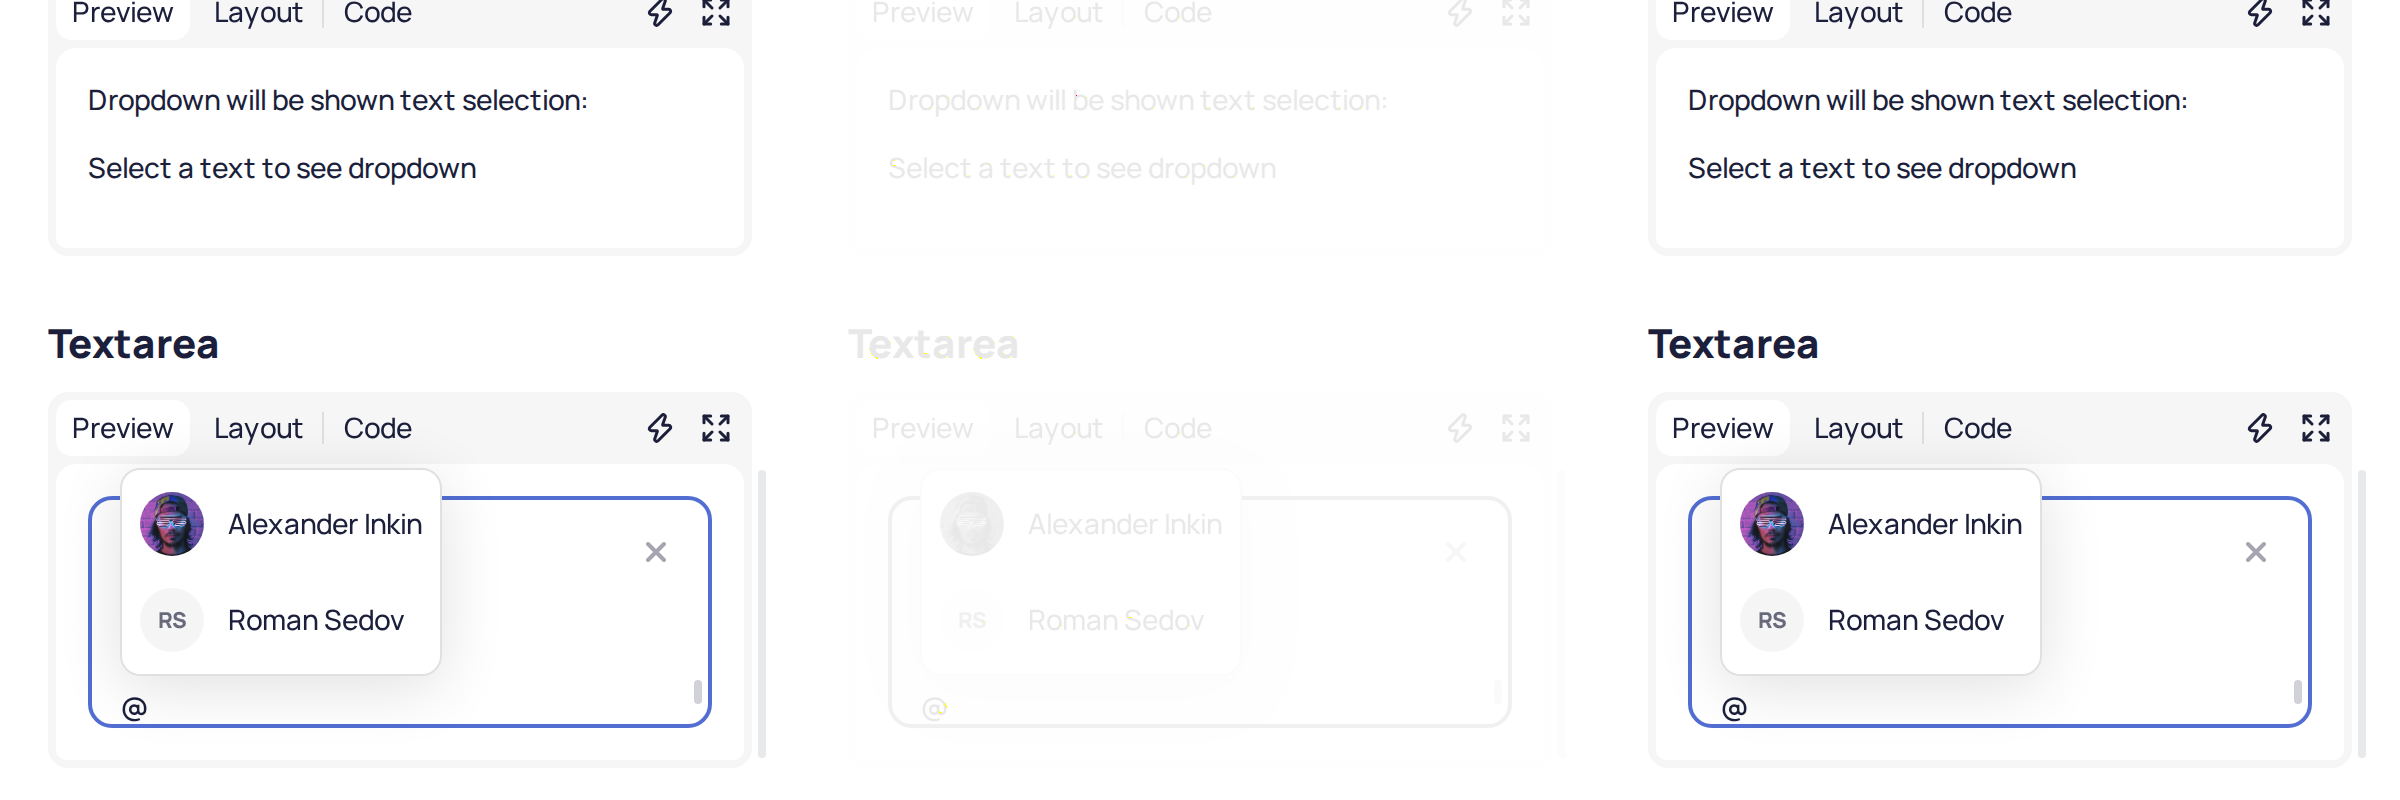 Preview Layout Code
Dropdown will be shown text selection:
Select a text to see dropdown
Textarea
Preview Layout Code
Alexander Inkin
RS Roman Sedov
@
Preview Layout Code
Dropdown will be shown text selection:
Select a text to see dropdown
Textarea
Preview Layout Code
Alexander Inkin
RS Roman Sedov
@
Preview Layout Code
Dropdown will be shown text selection:
Select a text to see dropdown
Textarea
Preview Layout Code
Alexander Inkin
RS Roman Sedov
@